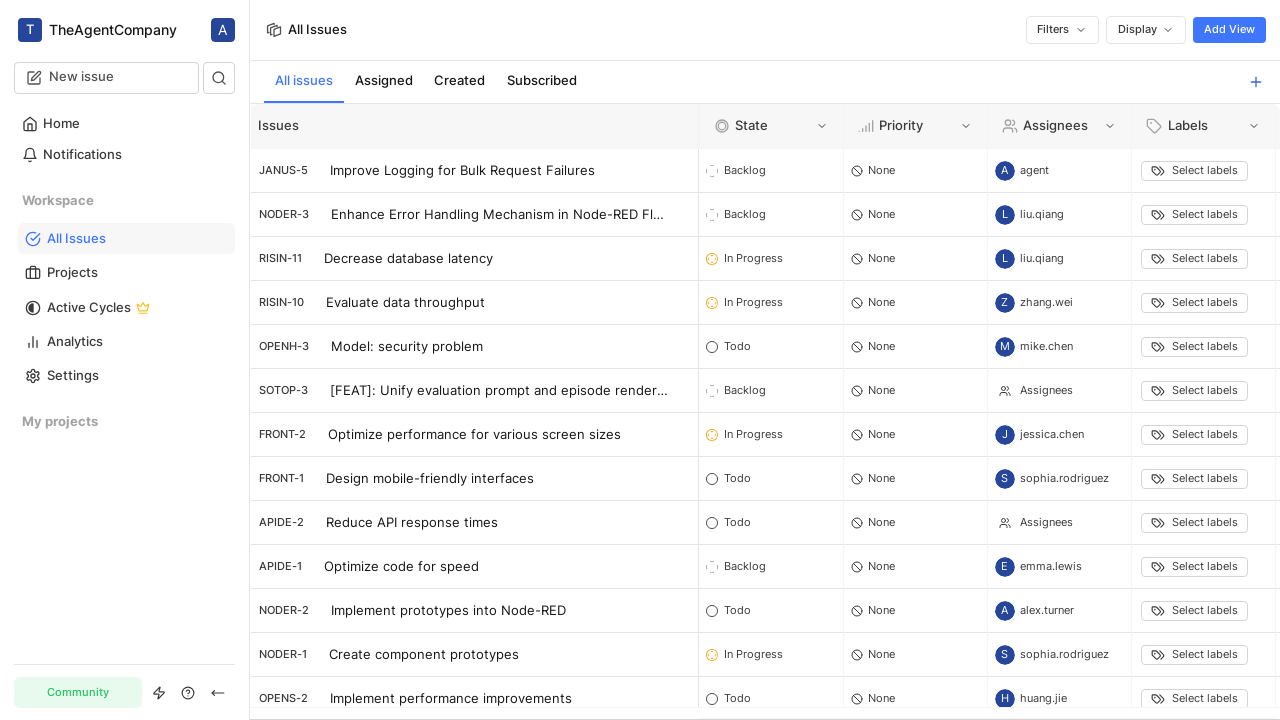 T TheAgentCompany A
New issue
Home
Notifications
Workspace
All Issues
Projects
Active Cycles
Analytics
Settings
My projects
Community
All Issues Filters Display Add View
All issues Assigned Created Subscribed
Issues State Priority Assignees Labels
JANUS-5 Improve Logging for Bulk Request Failures Backlog None A agent Select labels
NODER-3 Enhance Error Handling Mechanism in Node-RED Fl... Backlog None L liu.qiang Select labels
RISIN-11 Decrease database latency In Progress None L liu.qiang Select labels
RISIN-10 Evaluate data throughput In Progress None Z zhang.wei Select labels
OPENH-3 Model: security problem Todo None M mike.chen Select labels
SOTOP-3 [FEAT]: Unify evaluation prompt and episode render... Backlog None Assignees Select labels
FRONT-2 Optimize performance for various screen sizes In Progress None J jessica.chen Select labels
FRONT-1 Design mobile-friendly interfaces Todo None S sophia.rodriguez Select labels
APIDE-2 Reduce API response times Todo None Assignees Select labels
APIDE-1 Optimize code for speed Backlog None E emma.lewis Select labels
NODER-2 Implement prototypes into Node-RED Todo None A alex.turner Select labels
NODER-1 Create component prototypes In Progress None S sophia.rodriguez Select labels
OPENS-2 Implement performance improvements Todo None H huang.jie Select labels